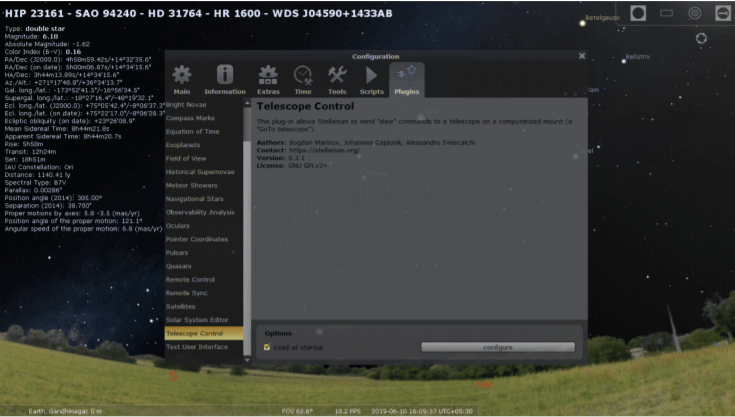 HIP 23161 - SAO 94240 - HD 31764 - HR 1600 - WDS J04590+1433AB
Type: double star
Magnitude: 6.10
Absolute Magnitude: -1.62
Color Index (B-V): 0.16
RA/Dec (J2000.0): 4h58m59.42s/+14°32'35.6"
RA/Dec (on date): 5h00m06.87s/+14°34'15.6"
HA/Dec: 3h44m13.89s/+14°34'15.6"
Az./Alt.: +271°17'40.8"/+36°34'13.7"
Gal. long./lat.: -173°52'41.5"/-16°56'34.5"
Supergal. long./lat.: -18°27'16.4"/-48°19'32.1"
Ecl. long./lat. (J2000.0): +75°05'42.4"/-8°06'37.3"
Ecl. long./lat. (on date): +75°22'17.0"/-8°06'28.3"
Ecliptic obliquity (on date): +23°26'08.9"
Mean Sidereal Time: 8h44m21.8s
Apparent Sidereal Time: 8h44m20.7s
Rise: 5h58m
Transit: 12h24m
Set: 18h51m
IAU Constellation: Ori
Distance: 1140.41 ly
Spectral Type: B7V
Parallax: 0.00286"
Position angle (2014): 305.00°
Separation (2014): 38.700"
Proper motions by axes: 5.8 -3.5 (mas/yr)
Position angle of the proper motion: 121.1°
Angular speed of the proper motion: 6.8 (mas/yr)
Betelgeuse
Bellatrix
Configuration
Main Information Extras Time Tools Scripts Plugins
Bright Novae
Compass Marks
Equation of Time
Exoplanets
Field of View
Historical Supernovae
Meteor Showers
Navigational Stars
Observability Analysis
Oculars
Pointer Coordinates
Pulsars
Quasars
Remote Control
Remote Sync
Satellites
Solar System Editor
Telescope Control
Text User Interface
Telescope Control
This plug-in allows Stellarium to send "slew" commands to a telescope on a computerized mount (a
"GoTo telescope").
Authors: Bogdan Marinov, Johannes Gajdosik, Alessandro Siniscalchi
Contact: https://stellarium.org/
Version: 0.3.1
License: GNU GPLv2+
Options
Load at startup
configure
Earth, Gandhinagar, 0 m
FOV 62.6°
18.2 FPS
2019-06-10 16:09:37 UTC+05:30